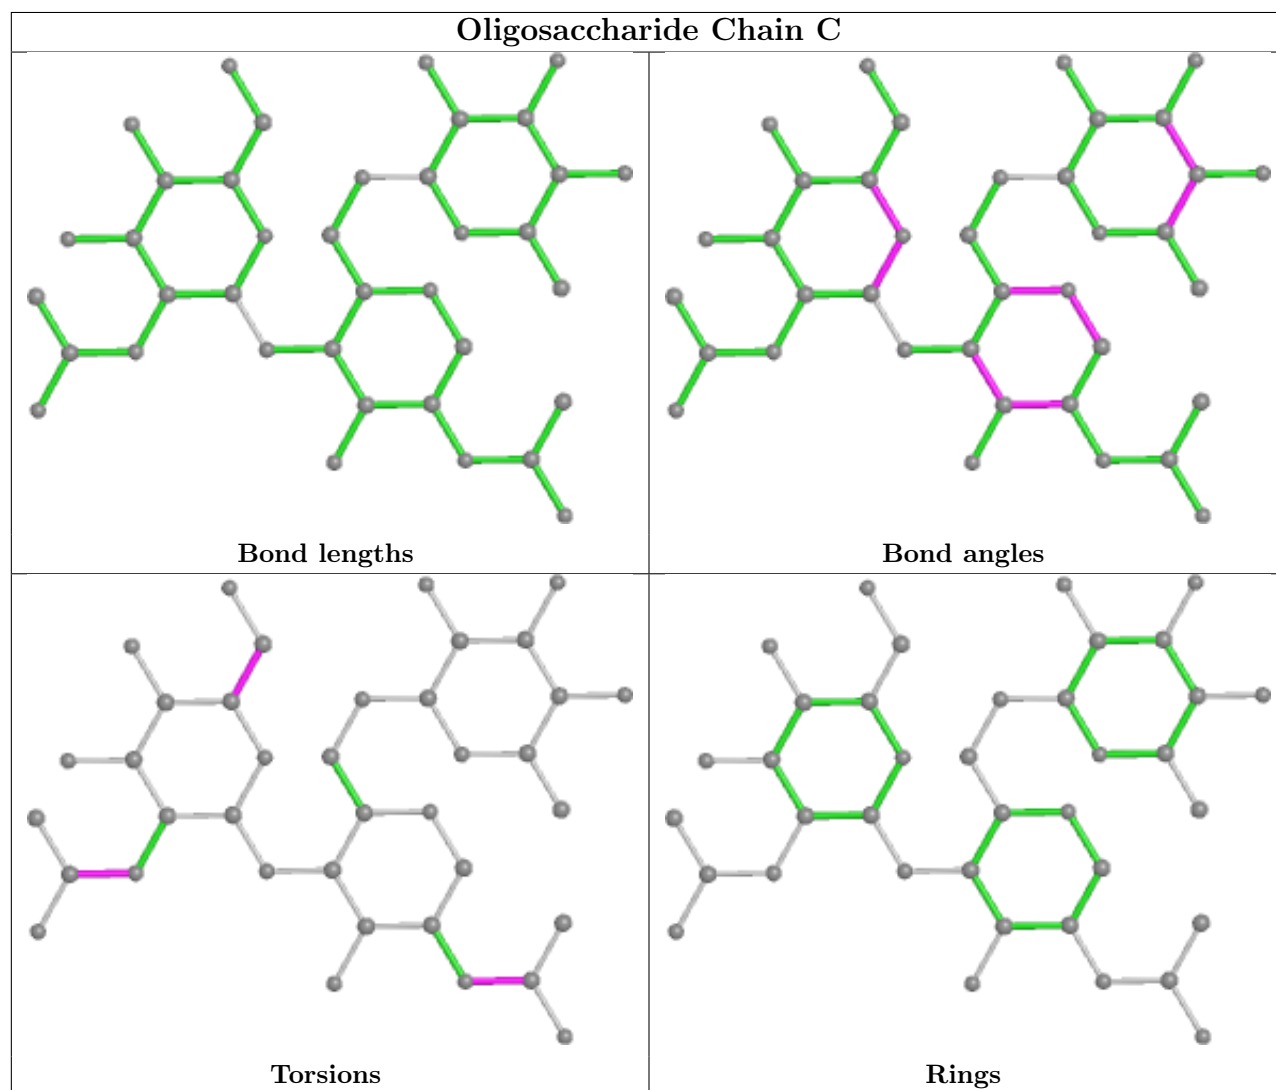 Oligosaccharide Chain C
Bond lengths
Bond angles
Torsions
Rings